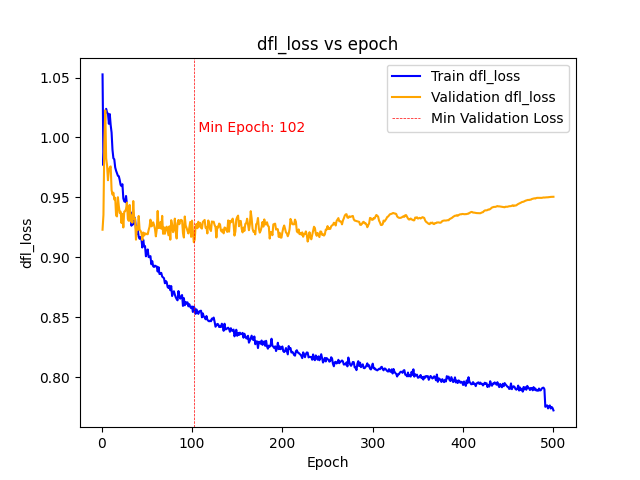 dfl_loss vs epoch
Train dfl_loss
Validation dfl_loss
Min Validation Loss
Min Epoch: 102
1.05
1.00
0.95
0.90
0.85
0.80
dfl_loss
0 100 200 300 400 500
Epoch